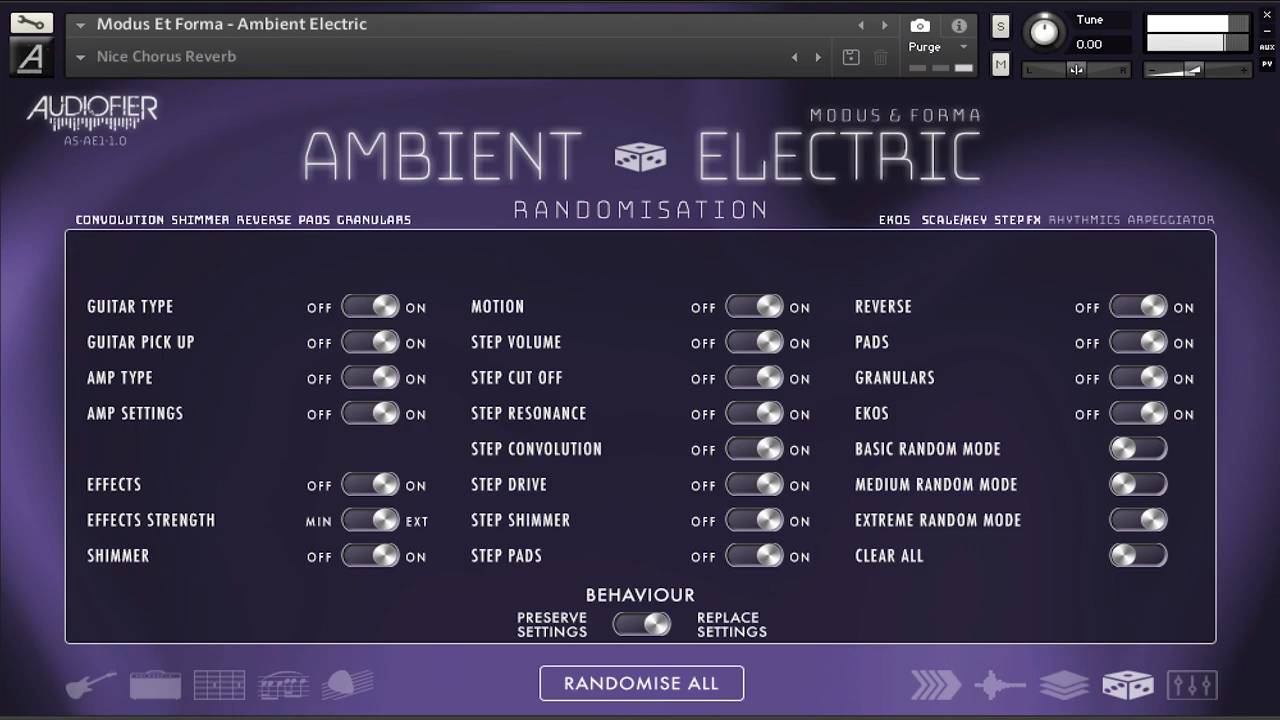 Modus Et Forma - Ambient Electric
Nice Chorus Reverb
Purge
S
M
Tune
0.00
L R
- +
×
-
AUX
PV
A
AUDIOFIER
AS-AE1-1.0
MODUS & FORMA
AMBIENT ELECTRIC
RANDOMISATION
CONVOLUTION SHIMMER REVERSE PADS GRANULARS
EKOS SCALE/KEY STEP FX RHYTHMICS ARPEGGIATOR
GUITAR TYPE OFF ON MOTION OFF ON REVERSE OFF ON
GUITAR PICK UP OFF ON STEP VOLUME OFF ON PADS OFF ON
AMP TYPE OFF ON STEP CUT OFF OFF ON GRANULARS OFF ON
AMP SETTINGS OFF ON STEP RESONANCE OFF ON EKOS OFF ON
STEP CONVOLUTION OFF ON BASIC RANDOM MODE
EFFECTS OFF ON STEP DRIVE OFF ON MEDIUM RANDOM MODE
EFFECTS STRENGTH MIN EXT STEP SHIMMER OFF ON EXTREME RANDOM MODE
SHIMMER OFF ON STEP PADS OFF ON CLEAR ALL
BEHAVIOUR
PRESERVE SETTINGS
REPLACE SETTINGS
RANDOMISE ALL